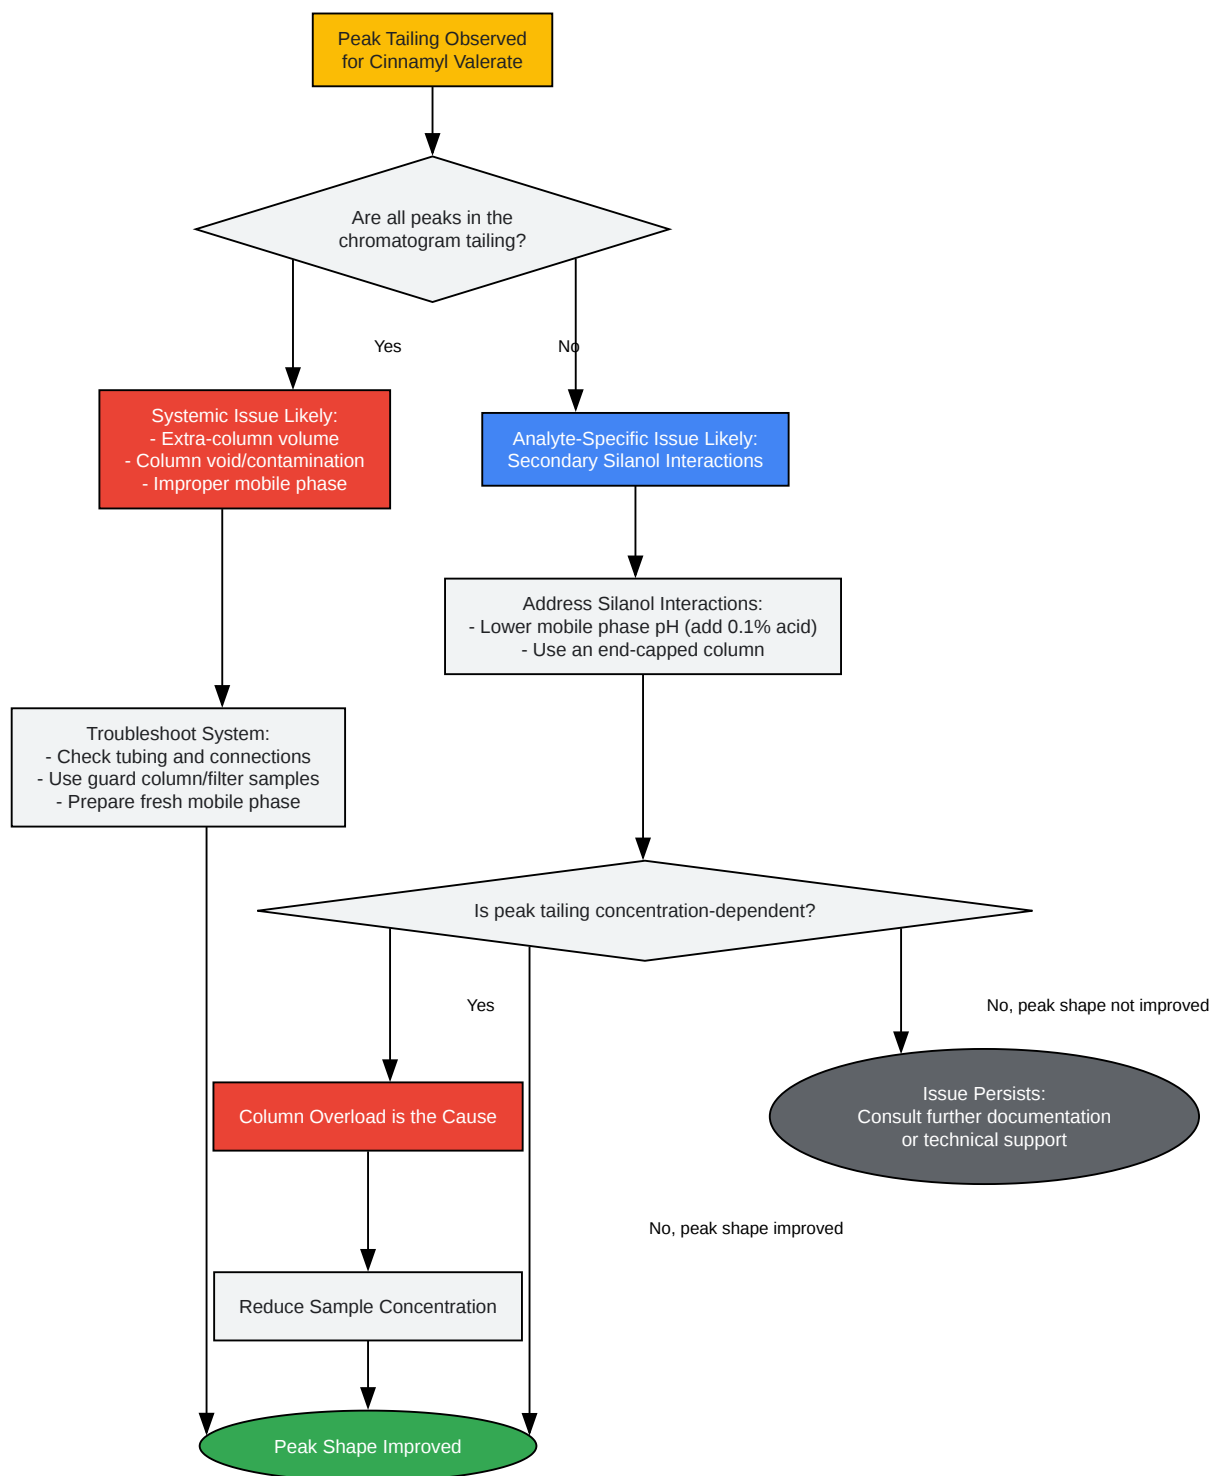 Peak Tailing Observed
for Cinnamyl Valerate
Are all peaks in the
chromatogram tailing?
Yes
No
Systemic Issue Likely:
- Extra-column volume
- Column void/contamination
- Improper mobile phase
Analyte-Specific Issue Likely:
Secondary Silanol Interactions
Address Silanol Interactions:
- Lower mobile phase pH (add 0.1% acid)
- Use an end-capped column
Troubleshoot System:
- Check tubing and connections
- Use guard column/filter samples
- Prepare fresh mobile phase
Is peak tailing concentration-dependent?
Yes
No, peak shape not improved
Column Overload is the Cause
Issue Persists:
Consult further documentation
or technical support
No, peak shape improved
Reduce Sample Concentration
Peak Shape Improved